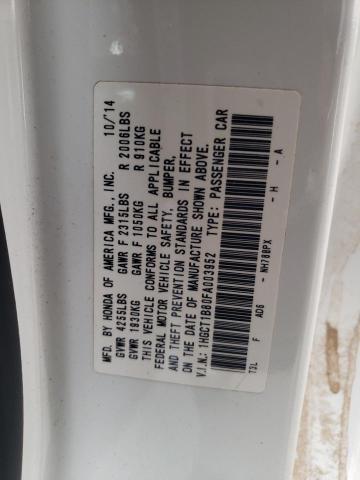 MFD. BY HONDA OF AMERICA MFG., INC. 10/'14
GVWR 4255LBS GAWR F 2315LBS R 2006LBS
GVWR 1930KG GAWR F 1050KG R 910KG
THIS VEHICLE CONFORMS TO ALL APPLICABLE
FEDERAL MOTOR VEHICLE SAFETY, BUMPER,
AND THEFT PREVENTION STANDARDS IN EFFECT
ON THE DATE OF MANUFACTURE SHOWN ABOVE.
V.I.N.: 1HGCT1B80FA003952 TYPE: PASSENGER CAR
T3L F AD6 - NH788PX - H - A